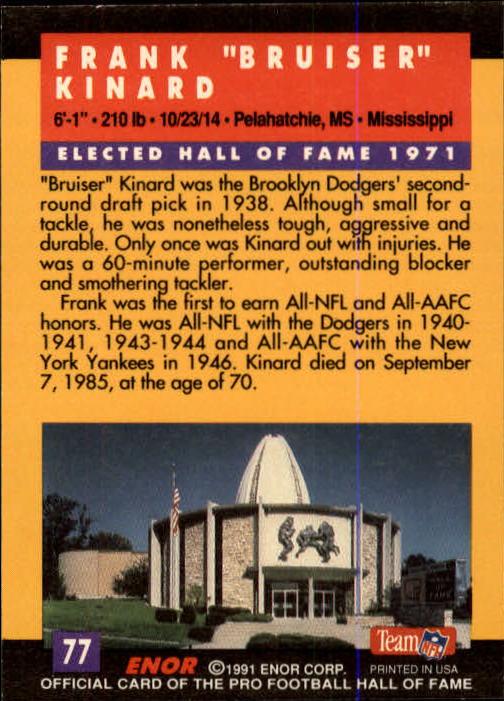 FRANK "BRUISER"
KINARD
6'-1" • 210 lb • 10/23/14 • Pelahatchie, MS • Mississippi
ELECTED HALL OF FAME 1971
"Bruiser" Kinard was the Brooklyn Dodgers' second-
round draft pick in 1938. Although small for a
tackle, he was nonetheless tough, aggressive and
durable. Only once was Kinard out with injuries. He
was a 60-minute performer, outstanding blocker
and smothering tackler.
Frank was the first to earn All-NFL and All-AAFC
honors. He was All-NFL with the Dodgers in 1940-
1941, 1943-1944 and All-AAFC with the New
York Yankees in 1946. Kinard died on September
7, 1985, at the age of 70.
77
ENOR ©1991 ENOR CORP.
Team NFL
PRINTED IN USA
OFFICIAL CARD OF THE PRO FOOTBALL HALL OF FAME